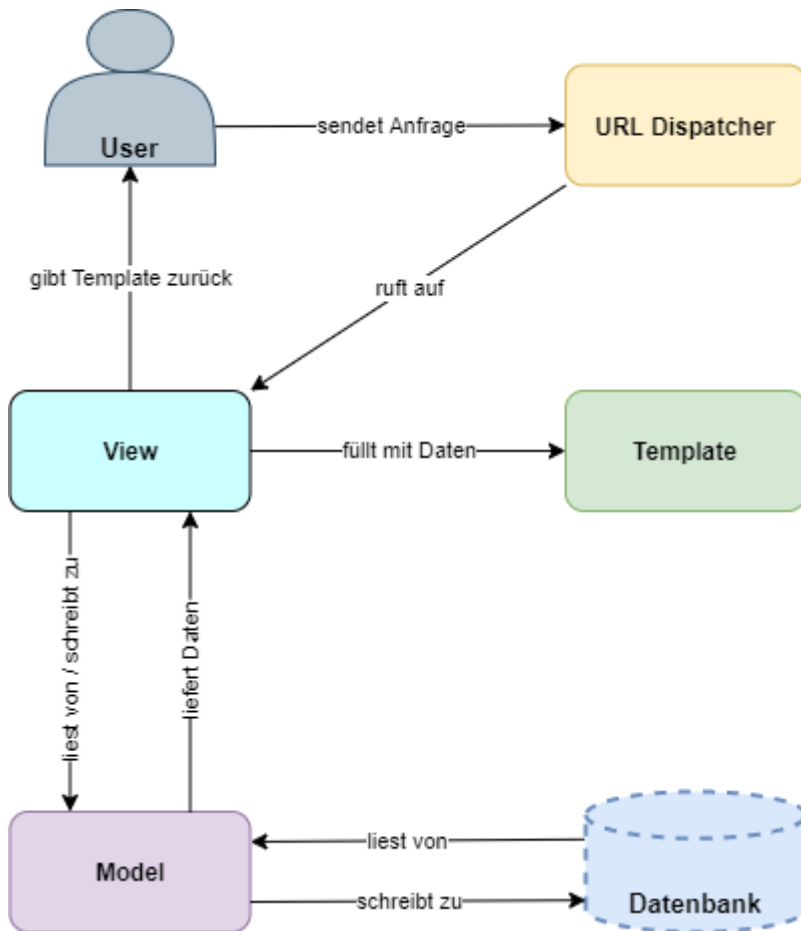 User
sendet Anfrage
URL Dispatcher
gibt Template zurück
ruft auf
View
füllt mit Daten
Template
liest von / schreibt zu
liefert Daten
Model
liest von
schreibt zu
Datenbank